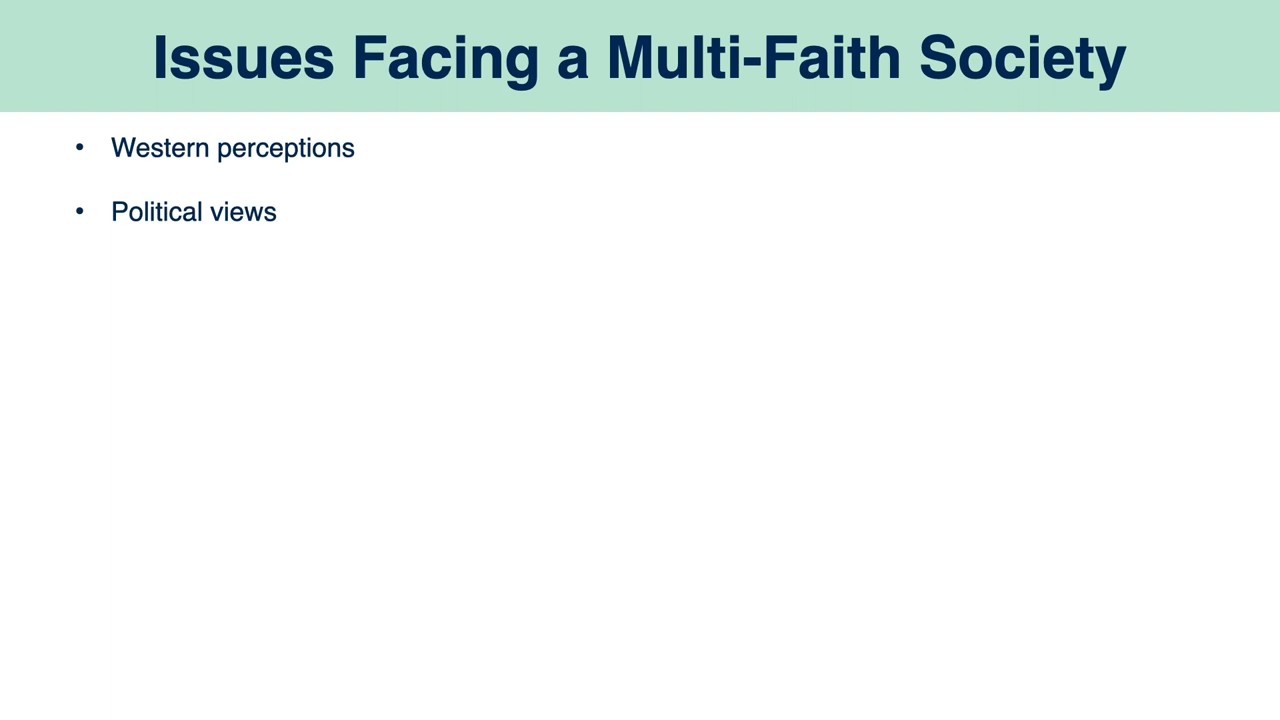 Issues Facing a Multi-Faith Society
• Western perceptions
• Political views